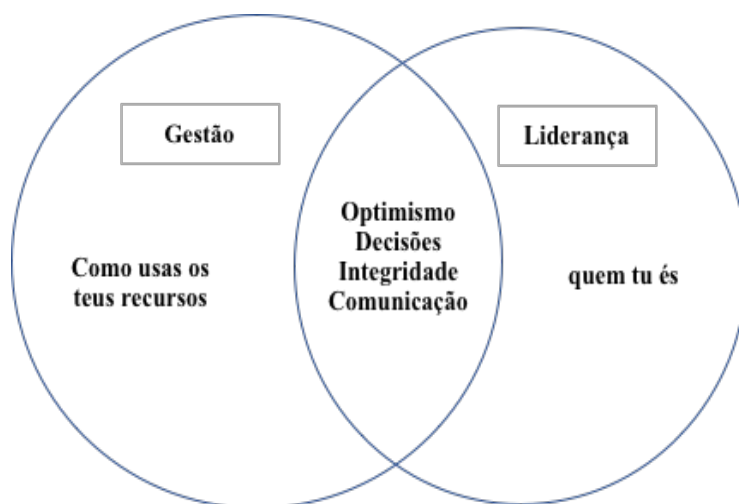 Gestão
Liderança
Como usas os
teus recursos
Optimismo
Decisões
Integridade
Comunicação
quem tu és